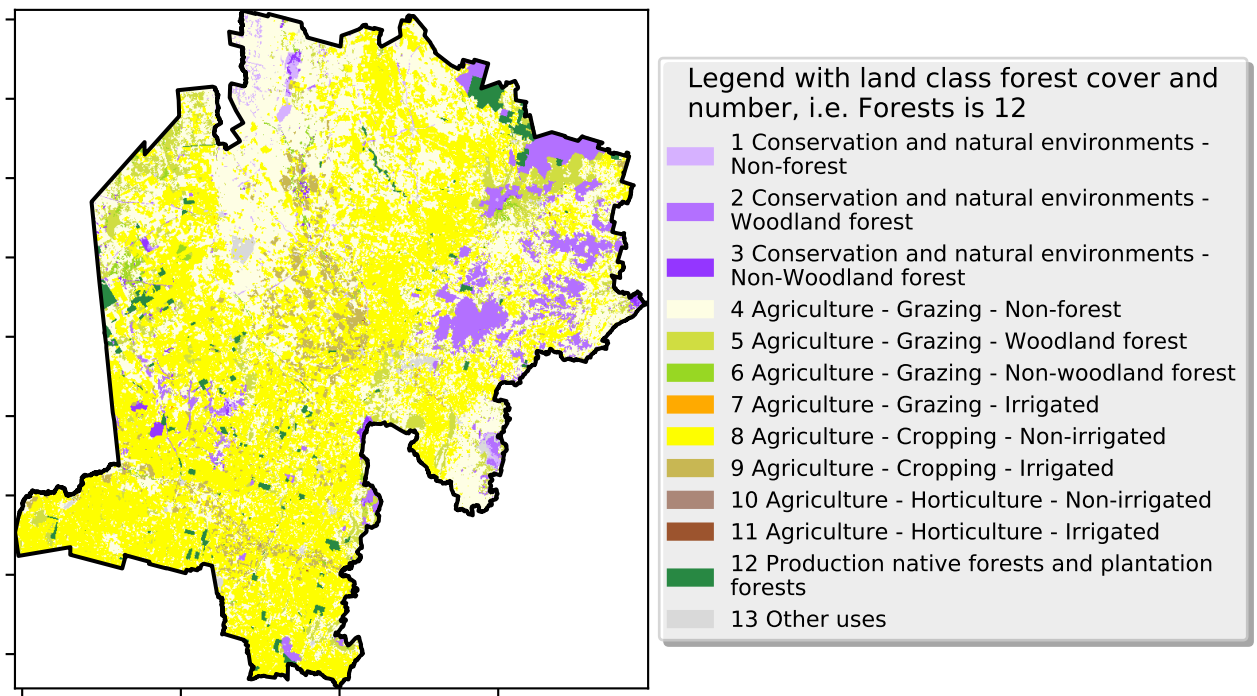 Legend with land class forest cover and
number, i.e. Forests is 12
1 Conservation and natural environments -
Non-forest
2 Conservation and natural environments -
Woodland forest
3 Conservation and natural environments -
Non-Woodland forest
4 Agriculture - Grazing - Non-forest
5 Agriculture - Grazing - Woodland forest
6 Agriculture - Grazing - Non-woodland forest
7 Agriculture - Grazing - Irrigated
8 Agriculture - Cropping - Non-irrigated
9 Agriculture - Cropping - Irrigated
10 Agriculture - Horticulture - Non-irrigated
11 Agriculture - Horticulture - Irrigated
12 Production native forests and plantation
forests
13 Other uses